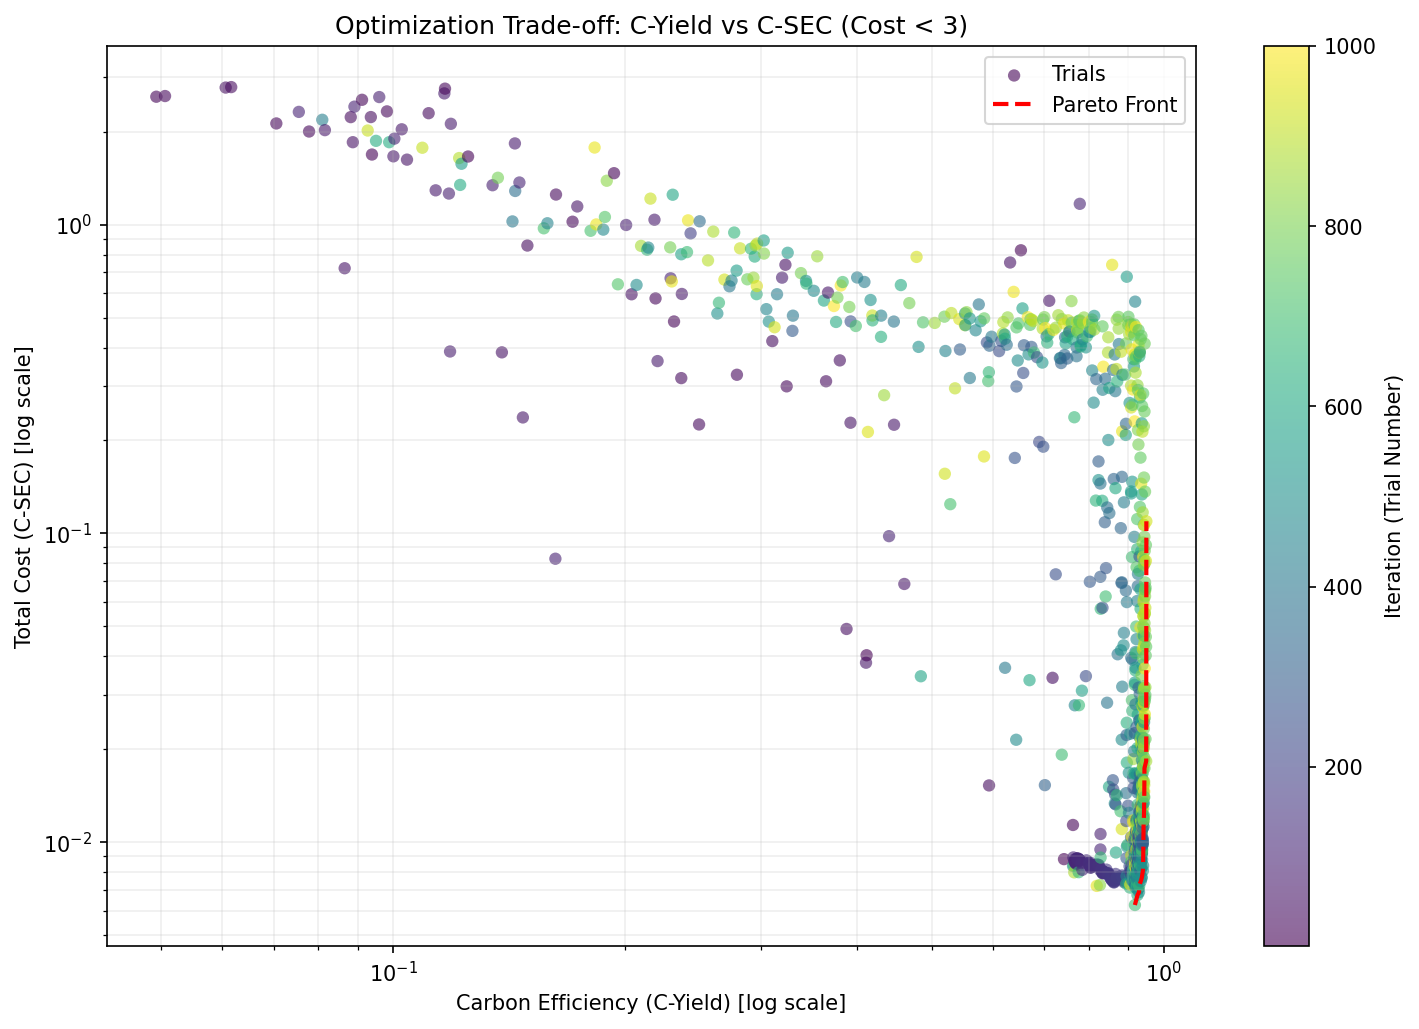 Optimization Trade-off: C-Yield vs C-SEC (Cost < 3)
Trials
Pareto Front
Total Cost (C-SEC) [log scale]
10⁰
10⁻¹
10⁻²
10⁻¹
10⁰
Carbon Efficiency (C-Yield) [log scale]
1000
800
600
400
200
Iteration (Trial Number)